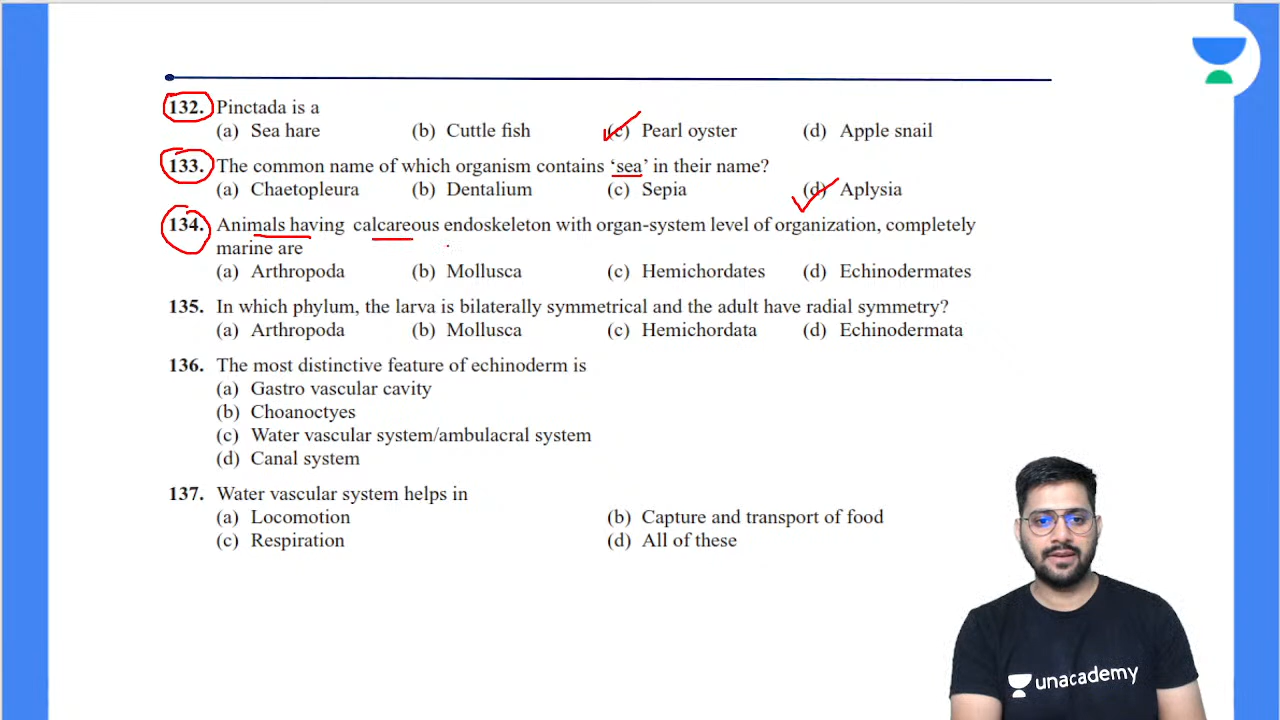 132. Pinctada is a
(a) Sea hare (b) Cuttle fish (c) Pearl oyster (d) Apple snail
133. The common name of which organism contains ‘sea’ in their name?
(a) Chaetopleura (b) Dentalium (c) Sepia (d) Aplysia
134. Animals having calcareous endoskeleton with organ-system level of organization, completely
marine are
(a) Arthropoda (b) Mollusca (c) Hemichordates (d) Echinodermates
135. In which phylum, the larva is bilaterally symmetrical and the adult have radial symmetry?
(a) Arthropoda (b) Mollusca (c) Hemichordata (d) Echinodermata
136. The most distinctive feature of echinoderm is
(a) Gastro vascular cavity
(b) Choanoctyes
(c) Water vascular system/ambulacral system
(d) Canal system
137. Water vascular system helps in
(a) Locomotion (b) Capture and transport of food
(c) Respiration (d) All of these
unacademy